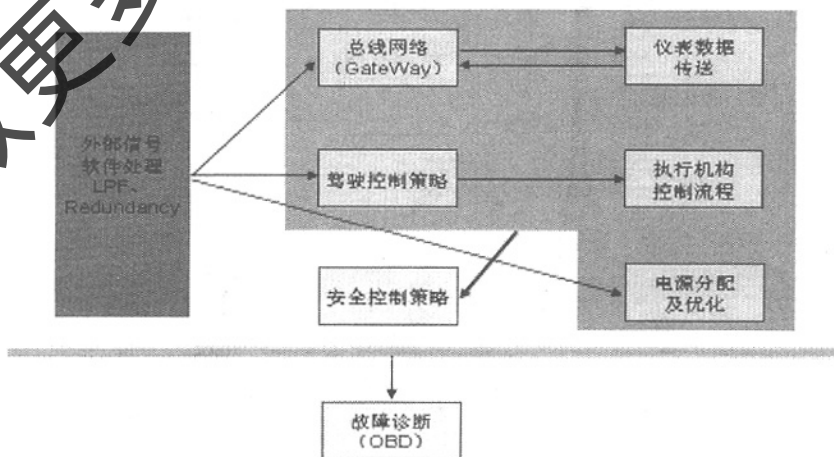 更多
外部信号
软件处理
LPF、
Redundancy
总线网络
(GateWay)
仪表数据
传送
驾驶控制策略
执行机构
控制流程
安全控制策略
电源分配
及优化
故障诊断
(OBD)